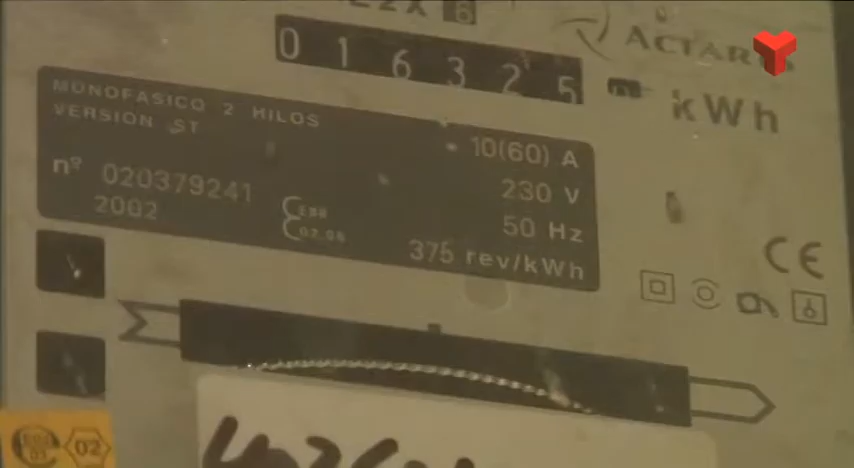 016325
ACTARIS
kWh
MONOFASICO 2 HILOS
VERSION ST
10(60) A
nº 020379241
230 V
2002
50 Hz
375 rev/kWh
CE
02